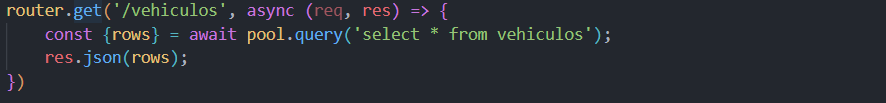 router.get('/vehiculos', async (req, res) => {
    const {rows} = await pool.query('select * from vehiculos');
    res.json(rows);
})